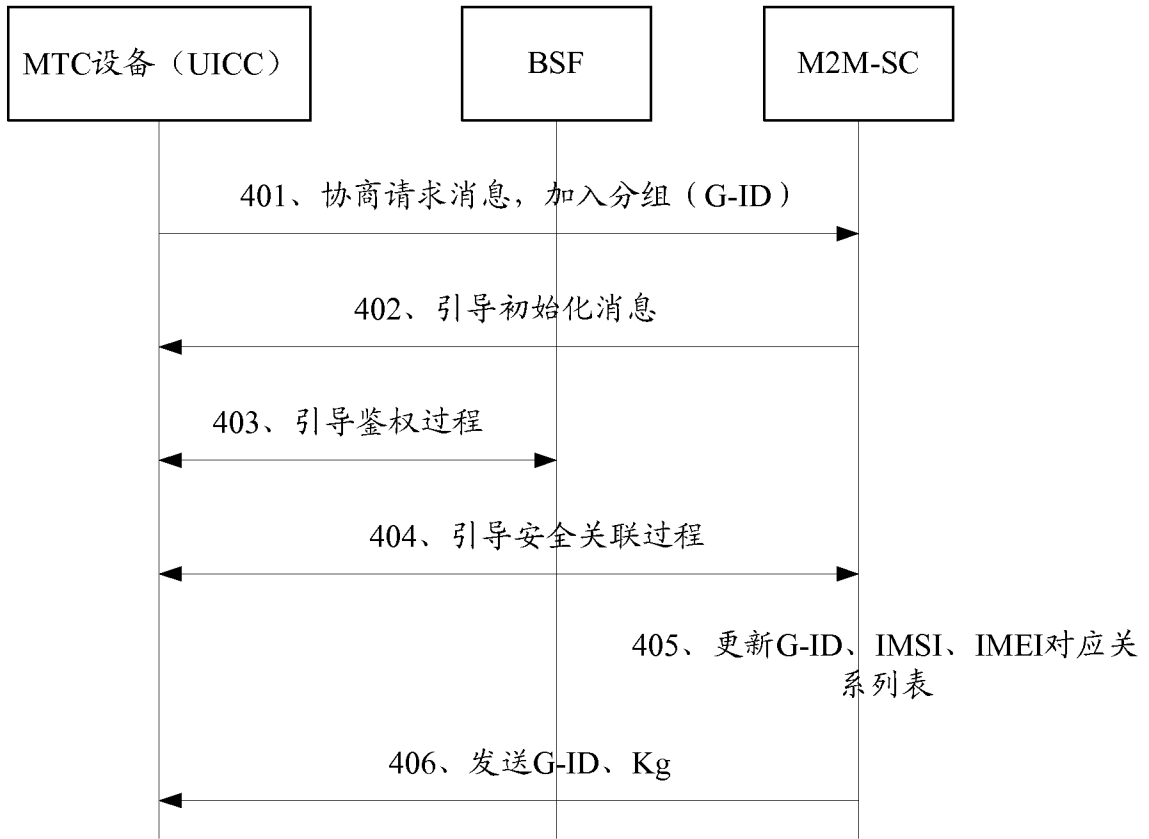 MTC设备（UICC）
BSF
M2M-SC
401、协商请求消息，加入分组（G-ID）
402、引导初始化消息
403、引导鉴权过程
404、引导安全关联过程
405、更新G-ID、IMSI、IMEI对应关
系列表
406、发送G-ID、Kg